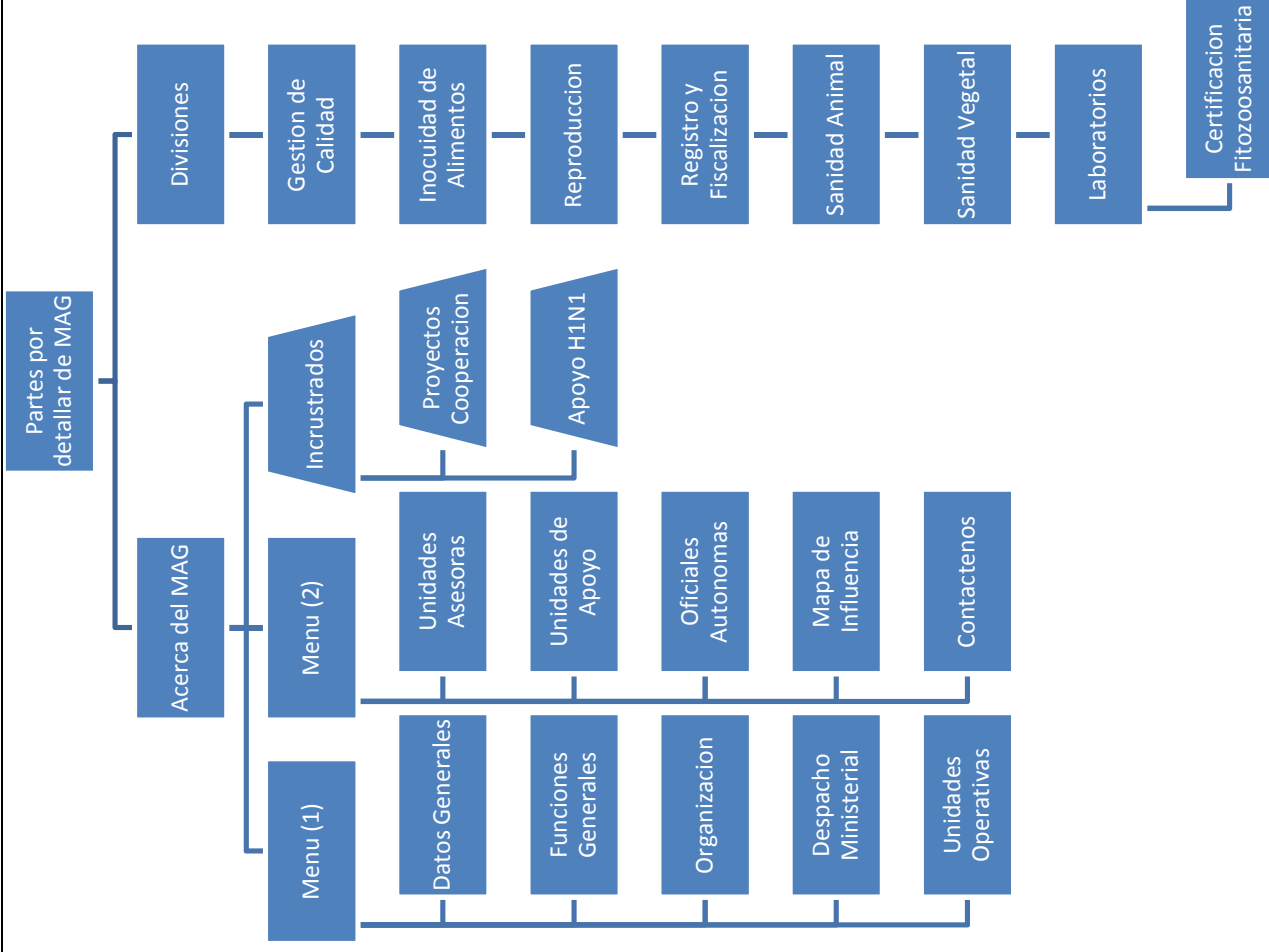 Partes por
detallar de MAG
Acerca del MAG
Menu (1)
Datos Generales
Funciones
Generales
Organizacion
Despacho
Ministerial
Unidades
Operativas
Menu (2)
Unidades
Asesoras
Unidades de
Apoyo
Oficiales
Autonomas
Mapa de
Influencia
Contactenos
Incrustrados
Proyectos
Cooperacion
Apoyo H1N1
Divisiones
Gestion de
Calidad
Inocuidad de
Alimentos
Reproduccion
Registro y
Fiscalizacion
Sanidad Animal
Sanidad Vegetal
Laboratorios
Certificacion
Fitozoosanitaria